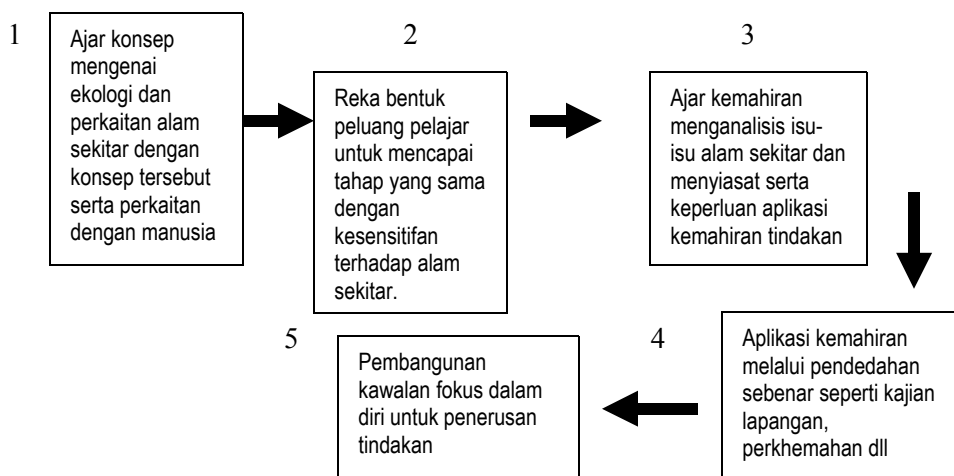 1
Ajar konsep
mengenai
ekologi dan
perkaitan alam
sekitar dengan
konsep tersebut
serta perkaitan
dengan manusia
2
Reka bentuk
peluang pelajar
untuk mencapai
tahap yang sama
dengan
kesensitifan
terhadap alam
sekitar.
3
Ajar kemahiran
menganalisis isu-
isu alam sekitar dan
menyiasat serta
keperluan aplikasi
kemahiran tindakan
4
Aplikasi kemahiran
melalui pendedahan
sebenar seperti kajian
lapangan,
perkhemahan dll
5
Pembangunan
kawalan fokus dalam
diri untuk penerusan
tindakan